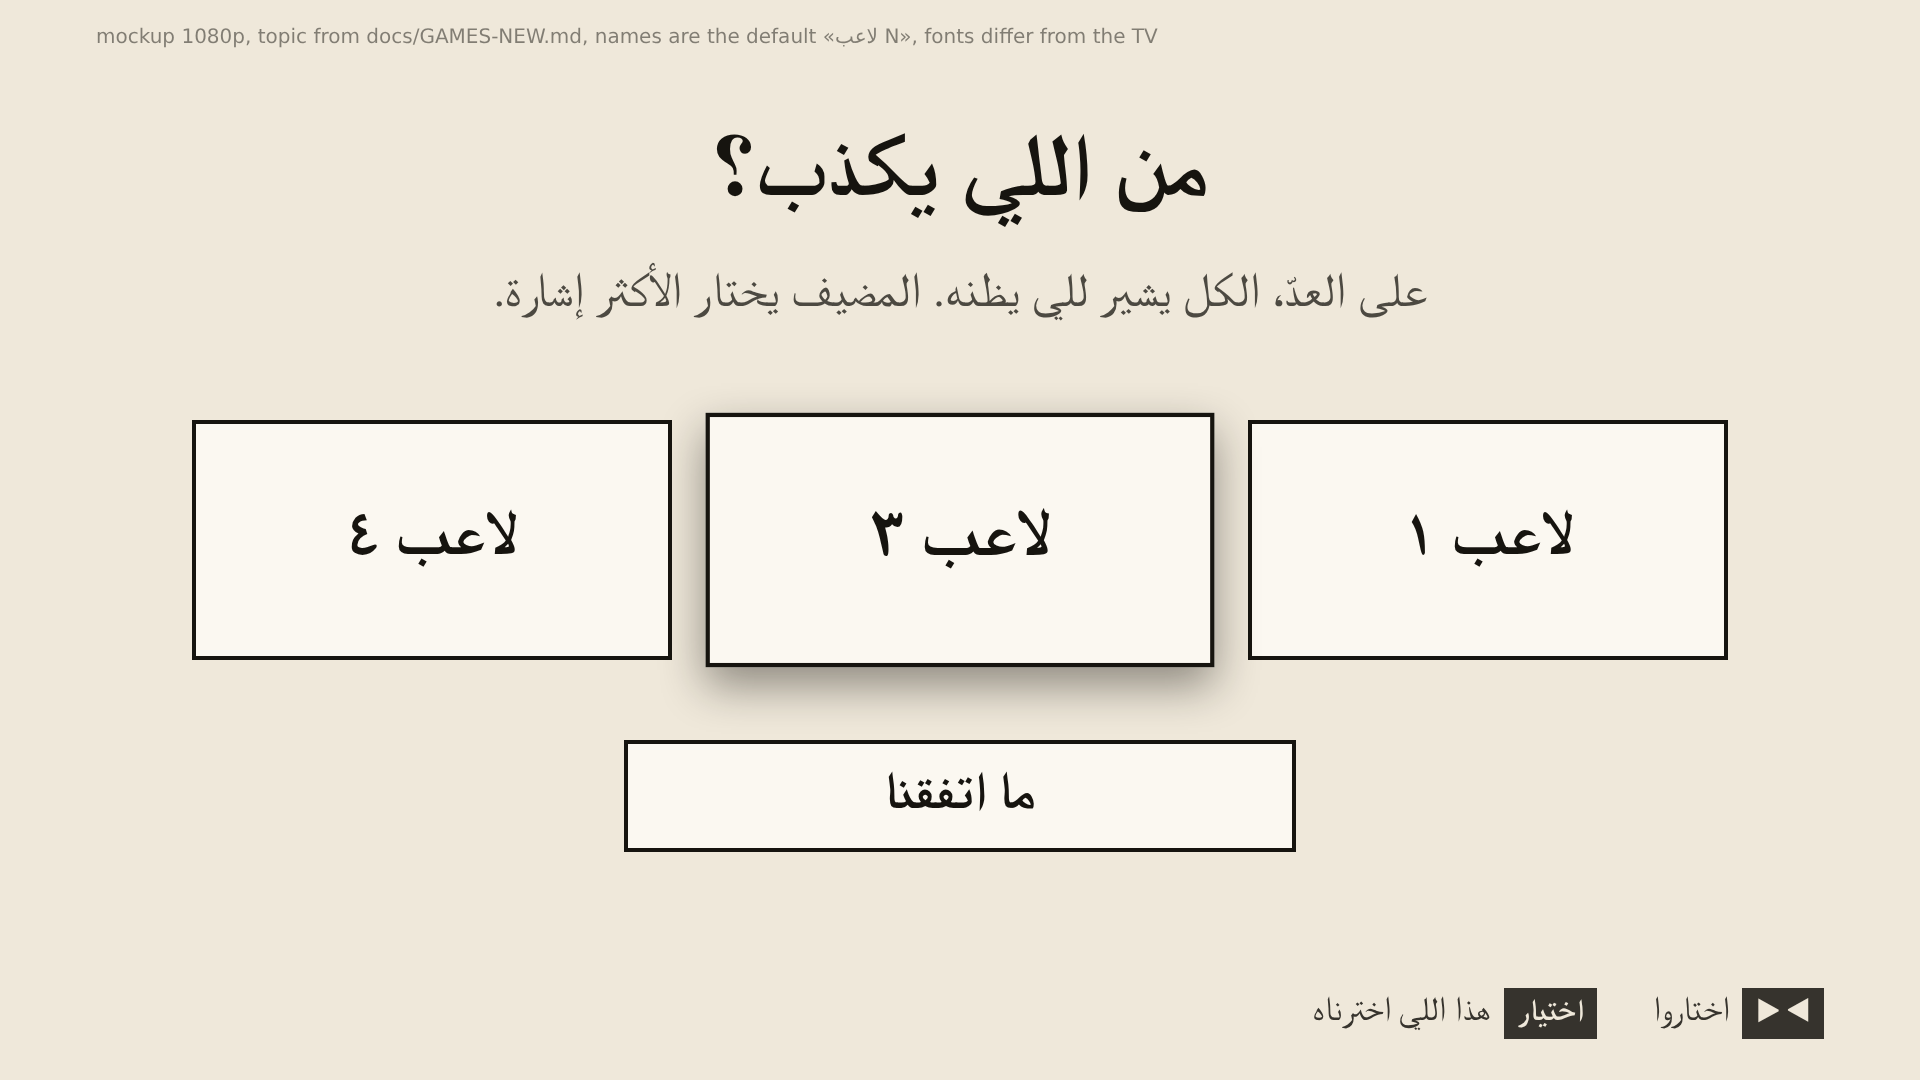 mockup 1080p, topic from docs/GAMES-NEW.md, names are the default «لاعب N», fonts differ from the TV
من اللي يكذب؟
على العدّ، الكل يشير للي يظنه. المضيف يختار الأكثر إشارة.
لاعب ١
لاعب ٣
لاعب ٤
ما اتفقنا
اختاروا
اختيار هذا اللي اخترناه